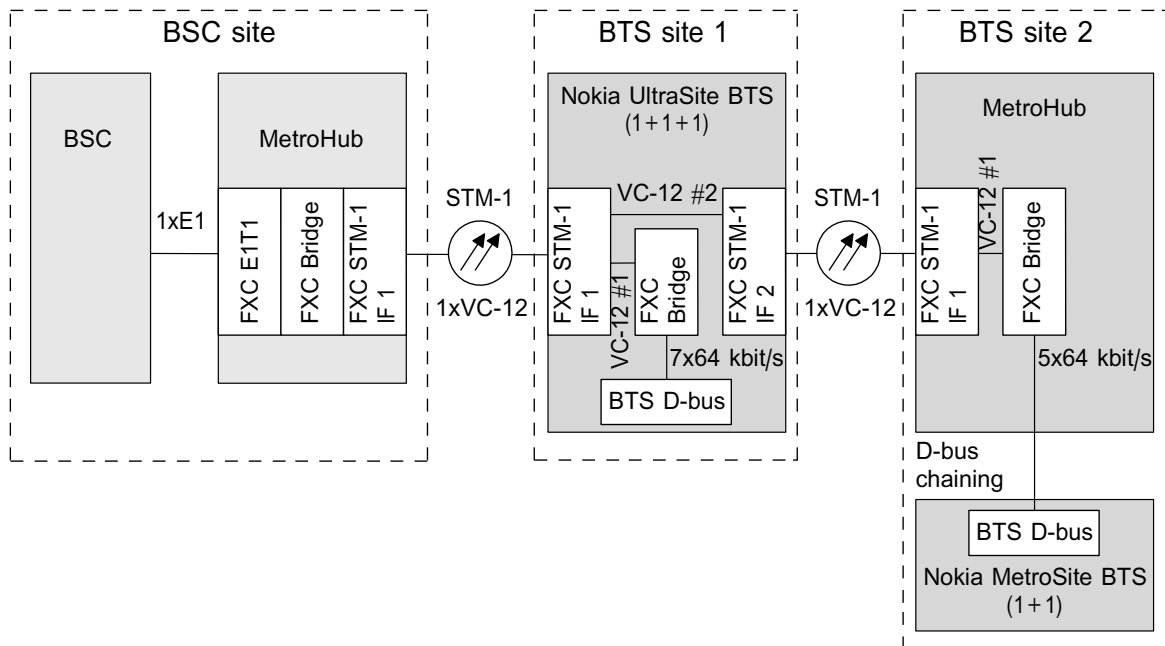 BSC site
BSC
MetroHub
1xE1
FXC E1T1
FXC Bridge
FXC STM-1
IF 1
STM-1
1xVC-12
BTS site 1
Nokia UltraSite BTS
(1+1+1)
FXC STM-1
IF 1
VC-12 #2
VC-12 #1
FXC
Bridge
FXC STM-1
IF 2
7x64 kbit/s
BTS D-bus
STM-1
1xVC-12
BTS site 2
MetroHub
FXC STM-1
IF 1
VC-12 #1
FXC Bridge
5x64 kbit/s
D-bus
chaining
BTS D-bus
Nokia MetroSite BTS
(1+1)